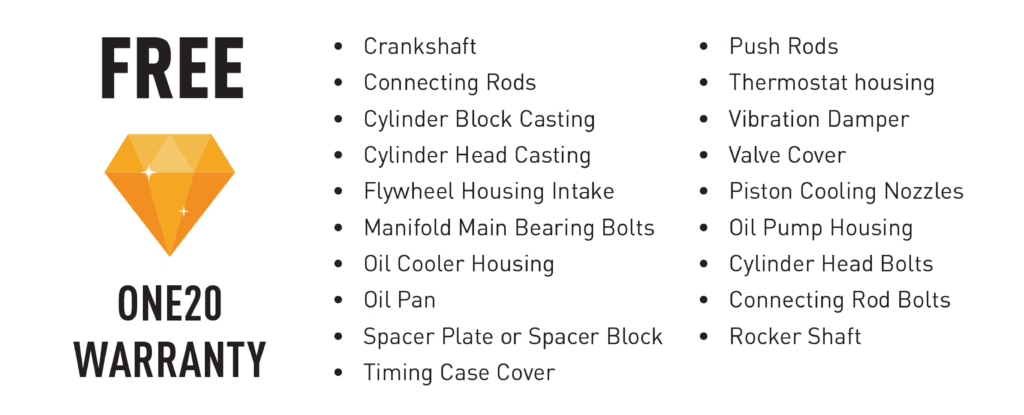 FREE
ONE20
WARRANTY
• Crankshaft
• Connecting Rods
• Cylinder Block Casting
• Cylinder Head Casting
• Flywheel Housing Intake
• Manifold Main Bearing Bolts
• Oil Cooler Housing
• Oil Pan
• Spacer Plate or Spacer Block
• Timing Case Cover
• Push Rods
• Thermostat housing
• Vibration Damper
• Valve Cover
• Piston Cooling Nozzles
• Oil Pump Housing
• Cylinder Head Bolts
• Connecting Rod Bolts
• Rocker Shaft